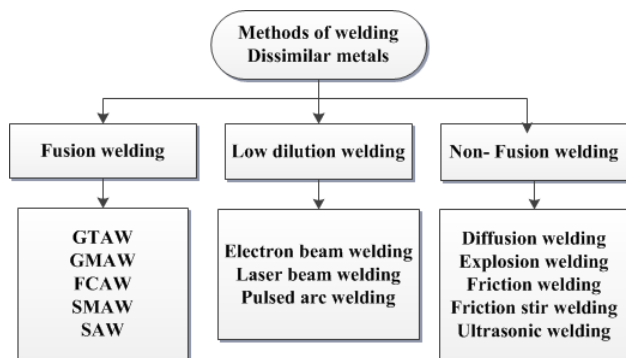 Methods of welding
Dissimilar metals
Fusion welding
Low dilution welding
Non- Fusion welding
GTAW
GMAW
FCAW
SMAW
SAW
Electron beam welding
Laser beam welding
Pulsed arc welding
Diffusion welding
Explosion welding
Friction welding
Friction stir welding
Ultrasonic welding